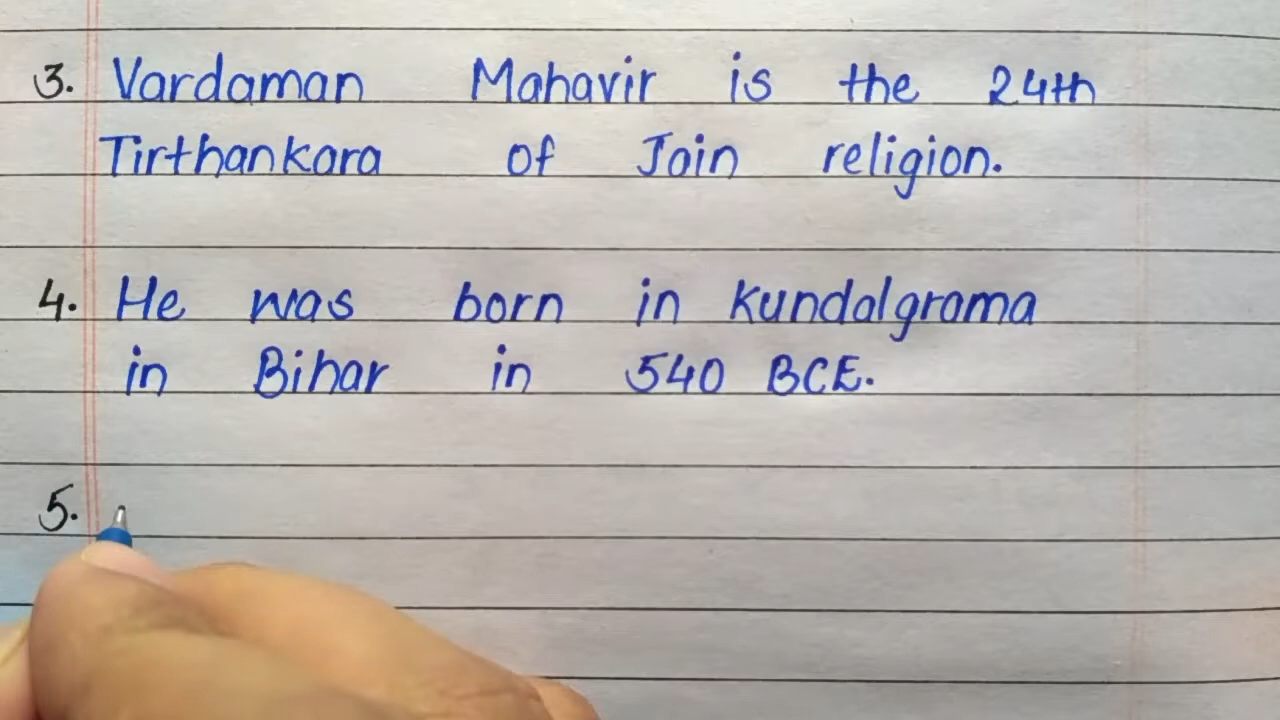 3. Vardaman Mahavir is the 24th
Tirthankara of Jain religion.
4. He was born in Kundalgrama
in Bihar in 540 BCE.
5.